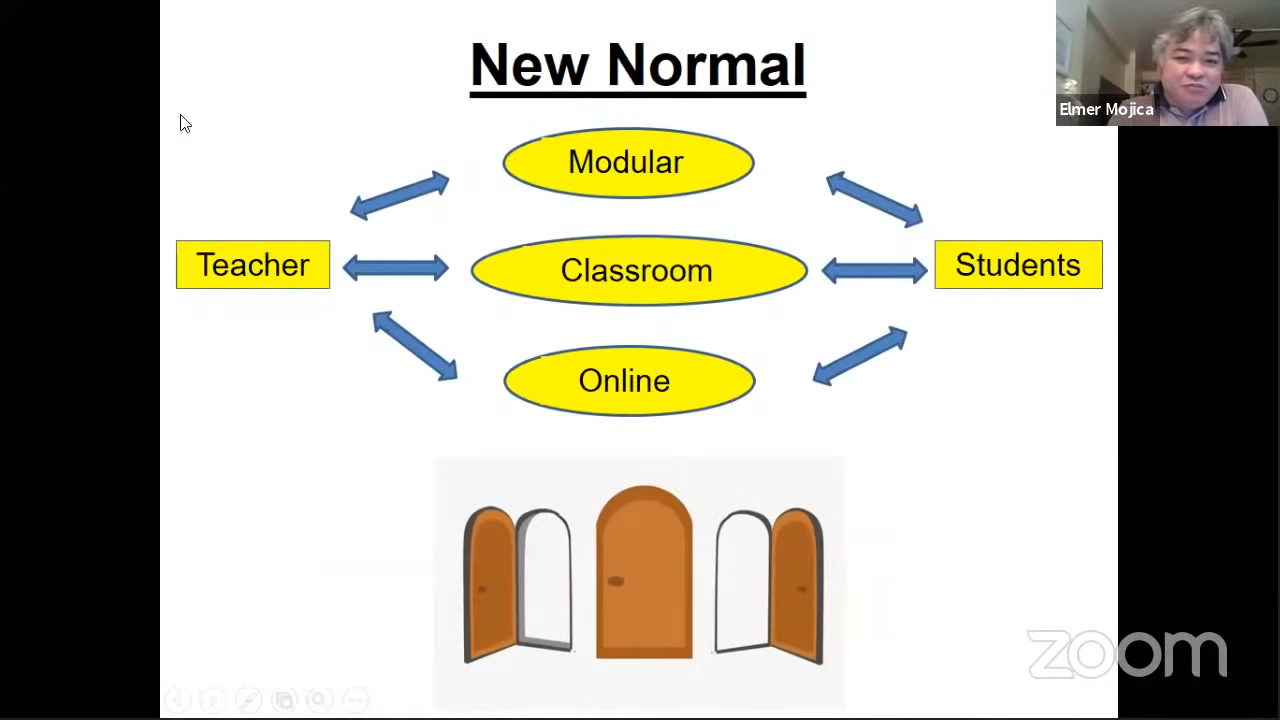 New Normal
Elmer Mojica
Modular
Teacher
Classroom
Students
Online
zoom